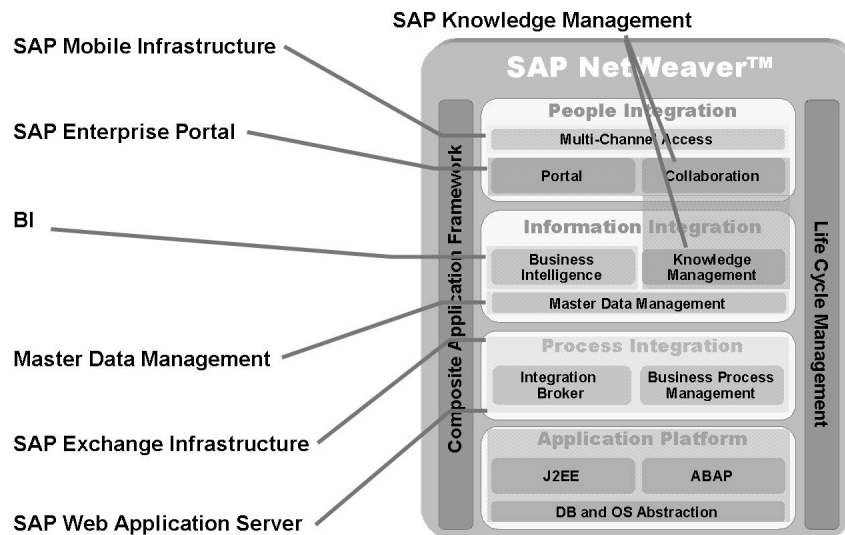 SAP Knowledge Management
SAP Mobile Infrastructure
SAP Enterprise Portal
BI
Master Data Management
SAP Exchange Infrastructure
SAP Web Application Server
SAP NetWeaver™
Composite Application Framework
People Integration
Multi-Channel Access
Portal
Collaboration
Information Integration
Business
Intelligence
Knowledge
Management
Master Data Management
Process Integration
Integration
Broker
Business Process
Management
Application Platform
J2EE
ABAP
DB and OS Abstraction
Life Cycle Management